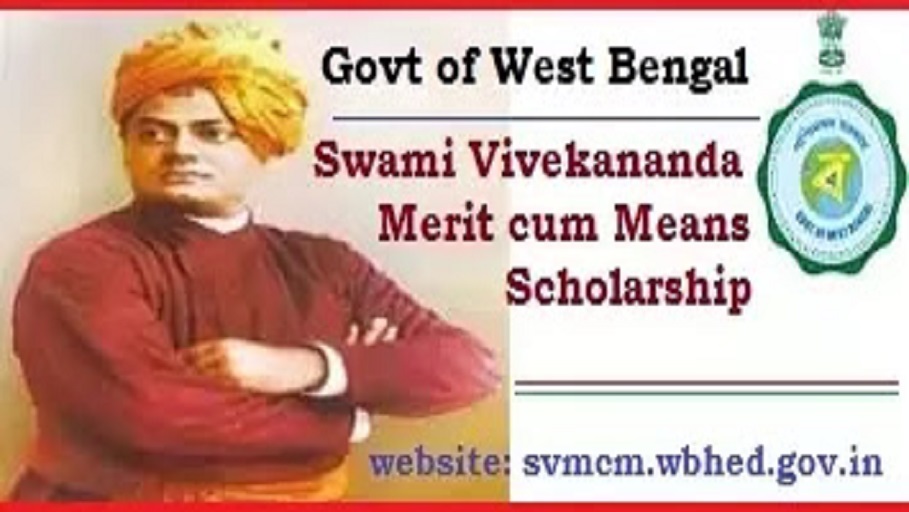 Govt of West Bengal
Swami Vivekananda
Merit cum Means
Scholarship
website: svmcm.wbhed.gov.in